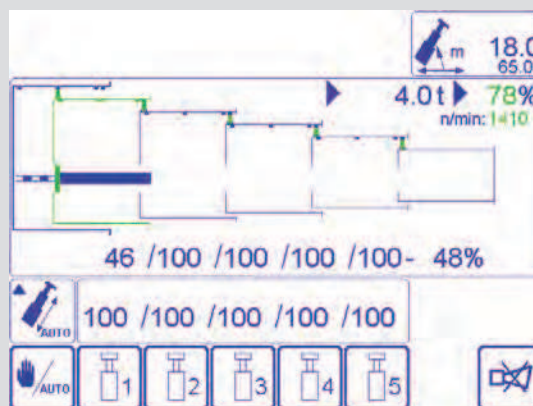 m 18.0
65.0
4.0t 78%
n/min: 1<10
46 /100 /100 /100 /100- 48%
AUTO 100 /100 /100 /100 /100
/AUTO 1 2 3 4 5